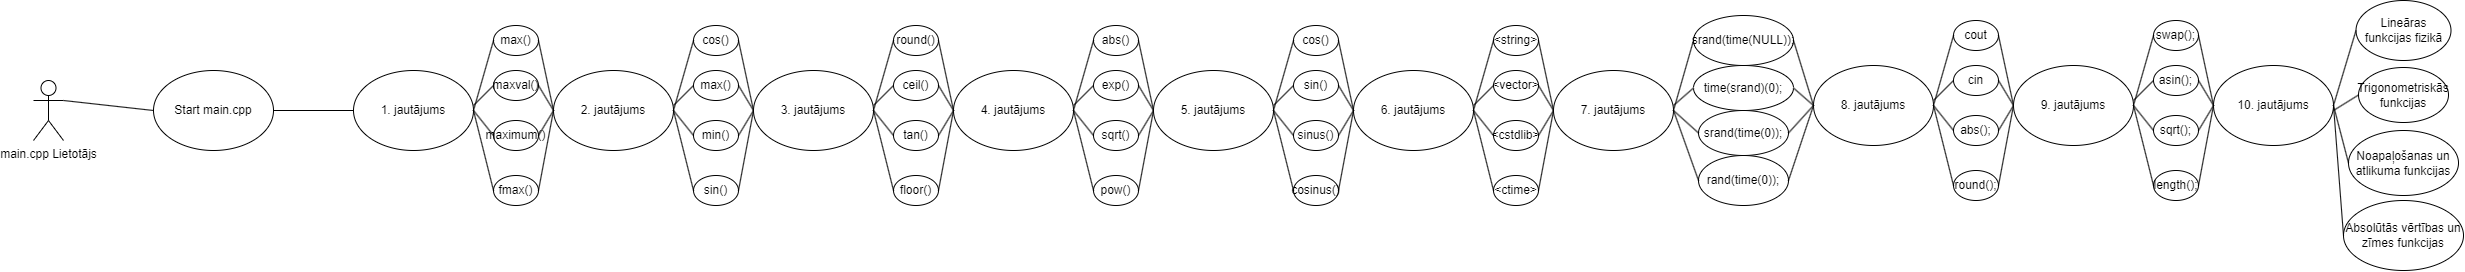 main.cpp Lietotājs
Start main.cpp
1. jautājums
max()
maxval()
maximum()
fmax()
2. jautājums
cos()
max()
min()
sin()
3. jautājums
round()
ceil()
tan()
floor()
4. jautājums
abs()
exp()
sqrt()
pow()
5. jautājums
cos()
sin()
sinus()
cosinus()
6. jautājums
<string>
<vector>
<cstdlib>
<ctime>
7. jautājums
srand(time(NULL));
time(srand)(0);
srand(time(0));
rand(time(0));
8. jautājums
cout
cin
abs();
round();
9. jautājums
swap();
asin();
sqrt();
length();
10. jautājums
Lineāras
funkcijas fizikā
Trigonometriskās
funkcijas
Noapaļošanas un
atlikuma funkcijas
Absolūtās vērtības un
zīmes funkcijas